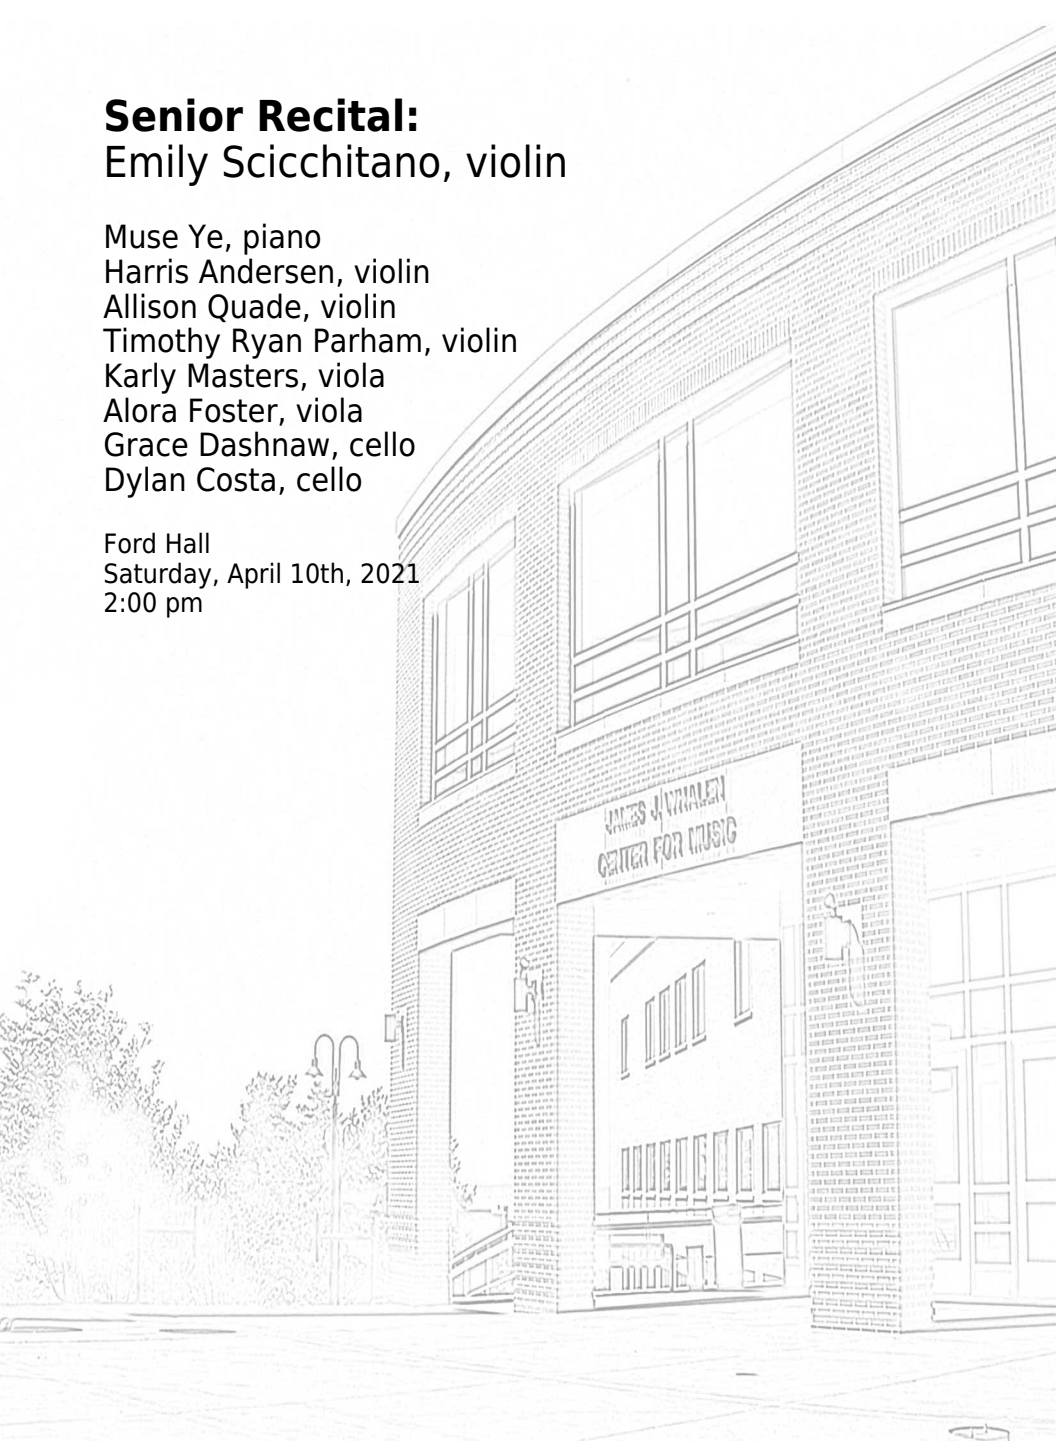 Senior Recital:
Emily Scicchitano, violin
Muse Ye, piano
Harris Andersen, violin
Allison Quade, violin
Timothy Ryan Parham, violin
Karly Masters, viola
Alora Foster, viola
Grace Dashnaw, cello
Dylan Costa, cello
Ford Hall
Saturday, April 10th, 2021
2:00 pm
JAMES J. WHALEN
CENTER FOR MUSIC